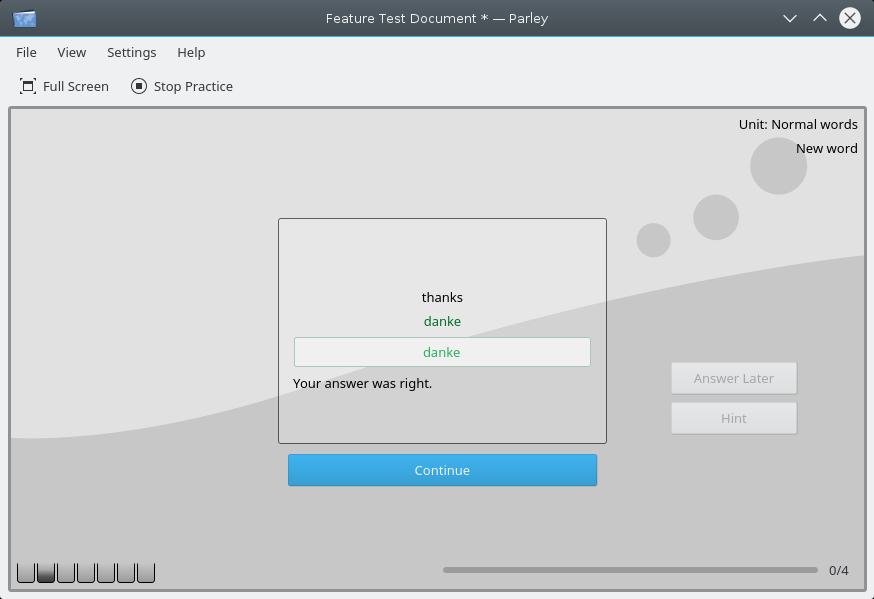 Feature Test Document * — Parley
File View Settings Help
Full Screen Stop Practice
Unit: Normal words
New word
thanks
danke
danke
Your answer was right.
Answer Later
Hint
Continue
0/4